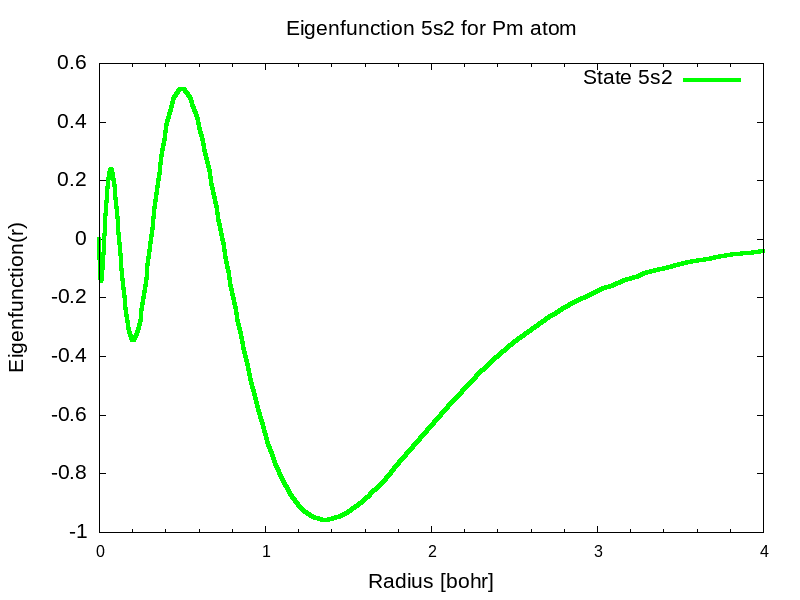 Eigenfunction 5s2 for Pm atom
State 5s2
Eigenfunction(r)
0.6
0.4
0.2
0
-0.2
-0.4
-0.6
-0.8
-1
0 1 2 3 4
Radius [bohr]